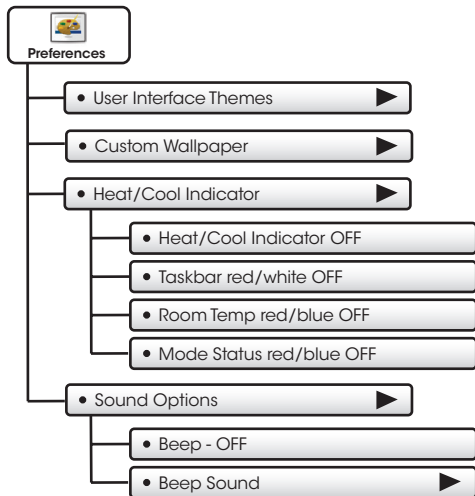 Preferences
• User Interface Themes
• Custom Wallpaper
• Heat/Cool Indicator
• Heat/Cool Indicator OFF
• Taskbar red/white OFF
• Room Temp red/blue OFF
• Mode Status red/blue OFF
• Sound Options
• Beep - OFF
• Beep Sound